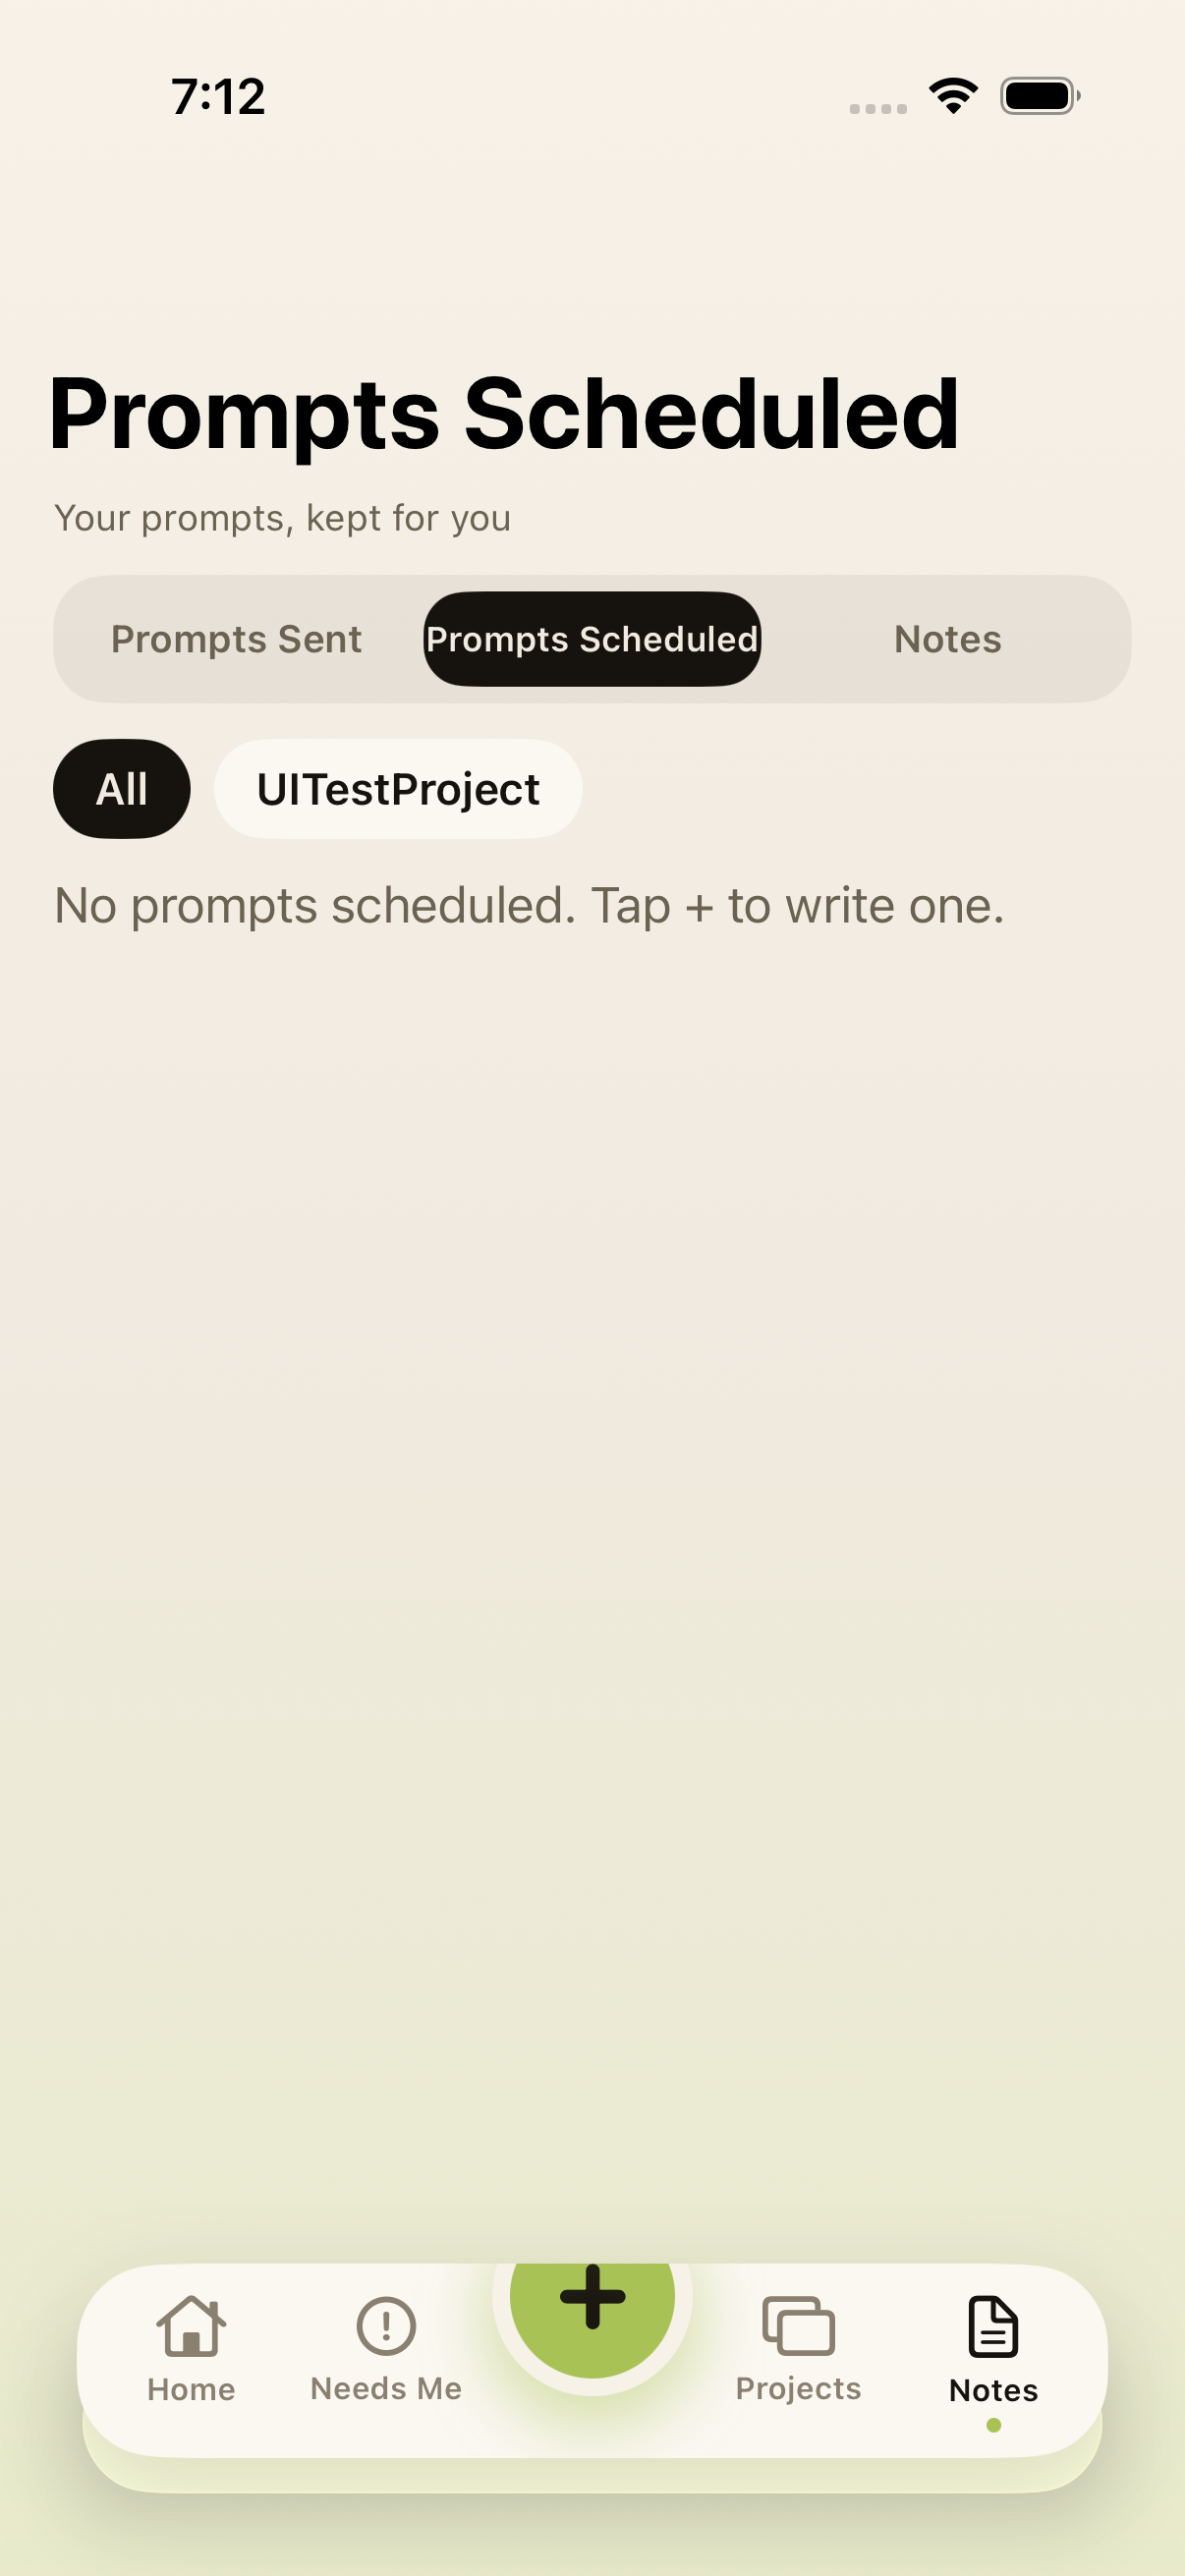 7:12
Prompts Scheduled
Your prompts, kept for you
Prompts Sent Prompts Scheduled Notes
All UITestProject
No prompts scheduled. Tap + to write one.
Home Needs Me Projects Notes